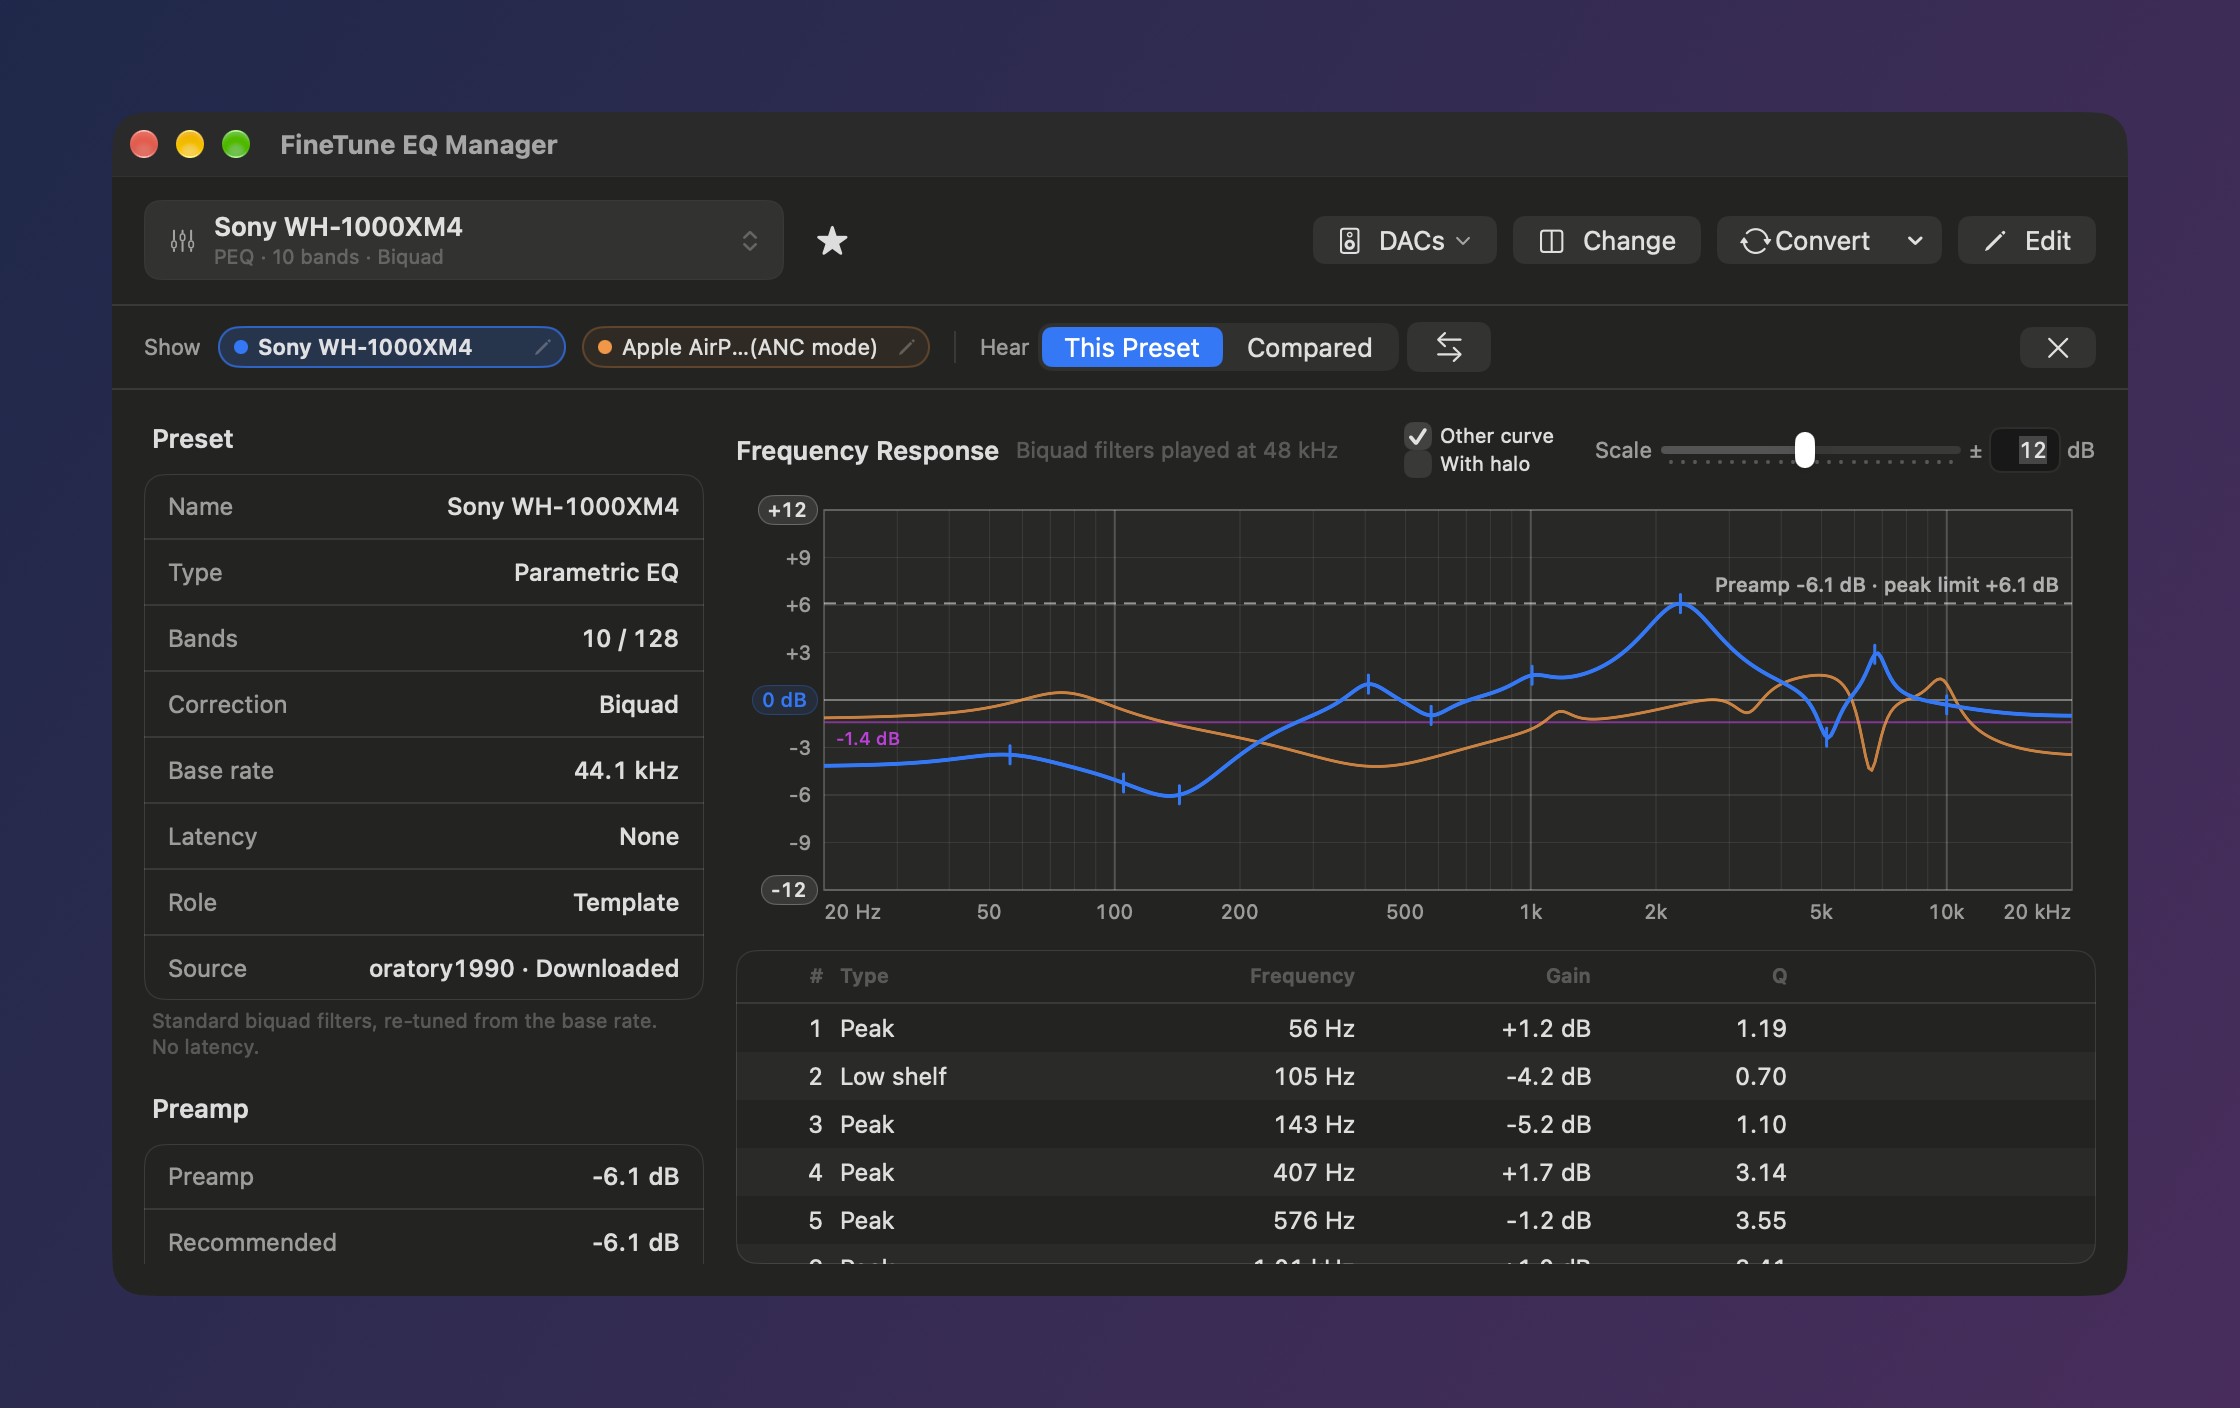 FineTune EQ Manager
Sony WH-1000XM4
PEQ · 10 bands · Biquad
DACs
Change
Convert
Edit
Show
Sony WH-1000XM4
Apple AirP...(ANC mode)
Hear
This Preset
Compared
Preset
Name Sony WH-1000XM4
Type Parametric EQ
Bands 10 / 128
Correction Biquad
Base rate 44.1 kHz
Latency None
Role Template
Source oratory1990 · Downloaded
Standard biquad filters, re-tuned from the base rate.
No latency.
Preamp
Preamp -6.1 dB
Recommended -6.1 dB
Frequency Response Biquad filters played at 48 kHz
Other curve
With halo
Scale ± 12 dB
+12
+9
Preamp -6.1 dB · peak limit +6.1 dB
+6
+3
0 dB
-1.4 dB
-3
-6
-9
-12
20 Hz 50 100 200 500 1k 2k 5k 10k 20 kHz
# Type Frequency Gain Q
1 Peak 56 Hz +1.2 dB 1.19
2 Low shelf 105 Hz -4.2 dB 0.70
3 Peak 143 Hz -5.2 dB 1.10
4 Peak 407 Hz +1.7 dB 3.14
5 Peak 576 Hz -1.2 dB 3.55